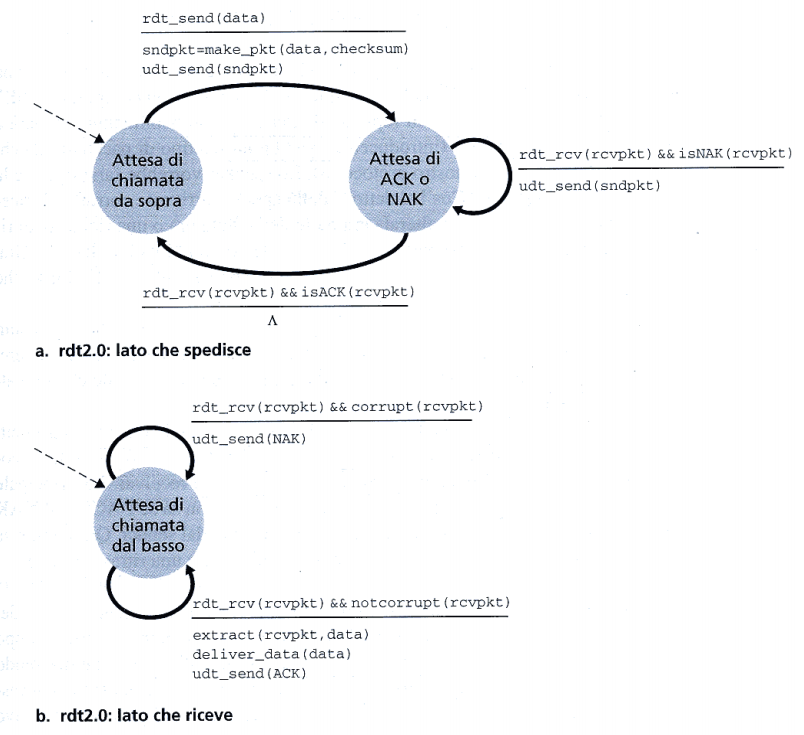 rdt_send(data)
sndpkt=make_pkt(data,checksum)
udt_send(sndpkt)
Attesa di
chiamata
da sopra
Attesa di
ACK o
NAK
rdt_rcv(rcvpkt) && isNAK(rcvpkt)
udt_send(sndpkt)
rdt_rcv(rcvpkt) && isACK(rcvpkt)
Λ
a. rdt2.0: lato che spedisce
rdt_rcv(rcvpkt) && corrupt(rcvpkt)
udt_send(NAK)
Attesa di
chiamata
dal basso
rdt_rcv(rcvpkt) && notcorrupt(rcvpkt)
extract(rcvpkt,data)
deliver_data(data)
udt_send(ACK)
b. rdt2.0: lato che riceve